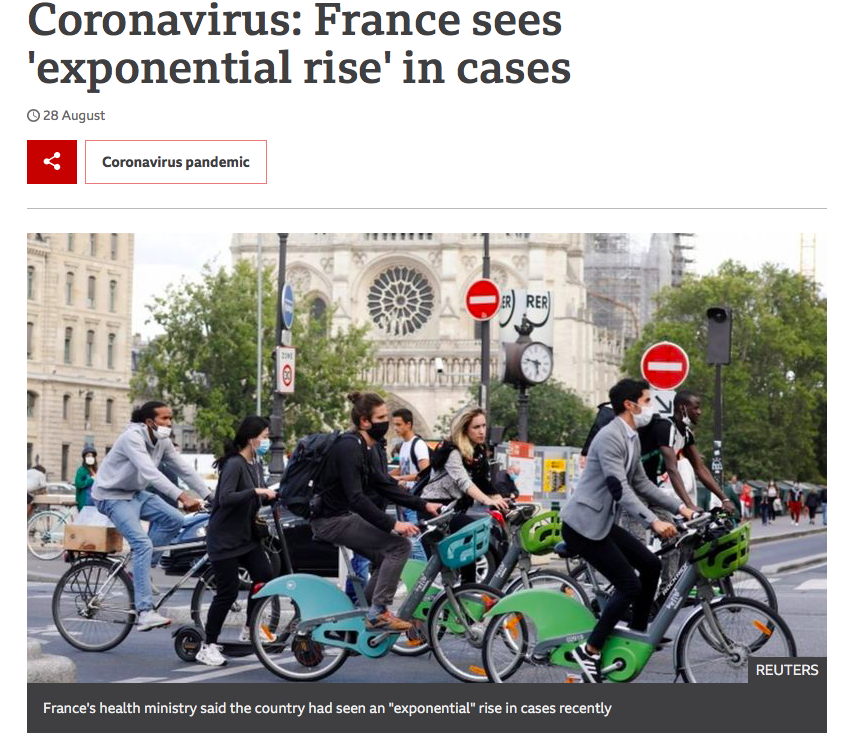 Coronavirus: France sees
'exponential rise' in cases
28 August
Coronavirus pandemic
ER RER
ZONE
30
REUTERS
France's health ministry said the country had seen an "exponential" rise in cases recently